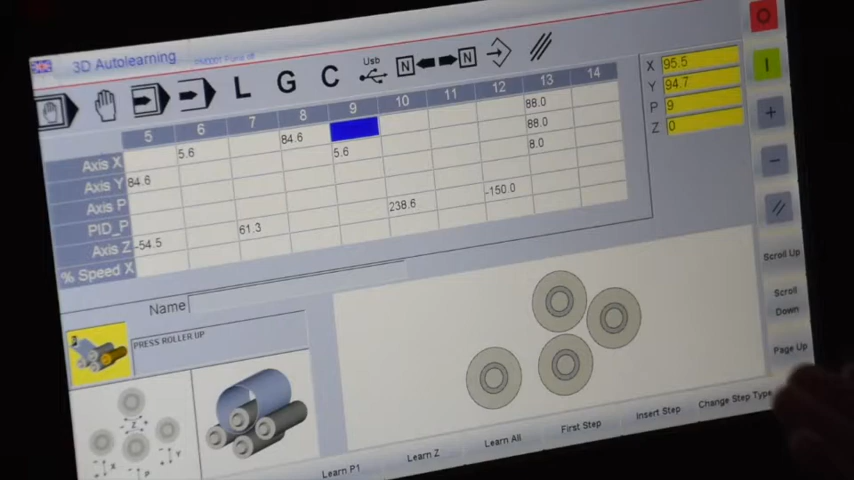 3D Autolearning
L G C
Usb
N N
X 95.5
Y 94.7
P 9
Z 0
5 6 7 8 9 10 11 12 13 14
Axis X 5.6 84.6 88.0
Axis Y 84.6 5.6 88.0
Axis P 8.0
PID_P 238.6 -150.0
Axis Z -54.5 61.3
% Speed X
Name
PRESS ROLLER UP
Z
X P Y
Scroll Up
Scroll
Down
Page Up
Learn P1 Learn Z Learn All First Step Insert Step Change Step Type